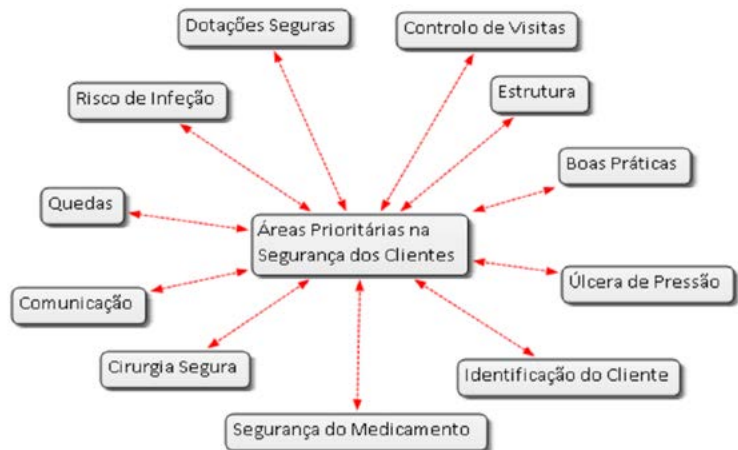 Dotações Seguras
Controlo de Visitas
Risco de Infeção
Estrutura
Boas Práticas
Quedas
Áreas Prioritárias na
Segurança dos Clientes
Úlcera de Pressão
Comunicação
Cirurgia Segura
Identificação do Cliente
Segurança do Medicamento